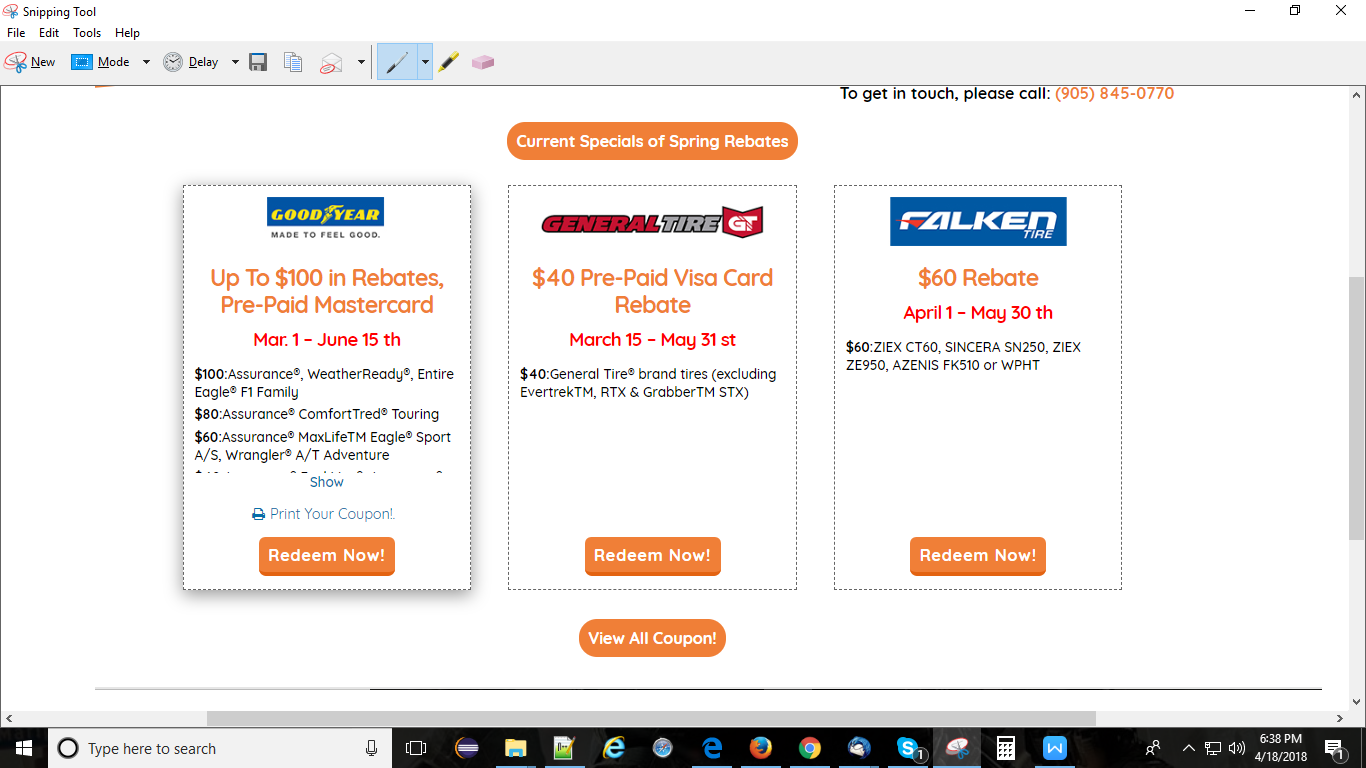 Snipping Tool
File Edit Tools Help
New Mode Delay
To get in touch, please call: (905) 845-0770
Current Specials of Spring Rebates
GOODYEAR
MADE TO FEEL GOOD.
Up To $100 in Rebates,
Pre-Paid Mastercard
Mar. 1 – June 15 th
$100:Assurance®, WeatherReady®, Entire
Eagle® F1 Family
$80:Assurance® ComfortTred® Touring
$60:Assurance® MaxLifeTM Eagle® Sport
A/S, Wrangler® A/T Adventure
Show
Print Your Coupon!.
Redeem Now!
GENERAL TIRE GT
$40 Pre-Paid Visa Card
Rebate
March 15 – May 31 st
$40:General Tire® brand tires (excluding
EvertrekTM, RTX & GrabberTM STX)
Redeem Now!
FALKEN
TIRE
$60 Rebate
April 1 – May 30 th
$60:ZIEX CT60, SINCERA SN250, ZIEX
ZE950, AZENIS FK510 or WPHT
Redeem Now!
View All Coupon!
Type here to search
6:38 PM
4/18/2018